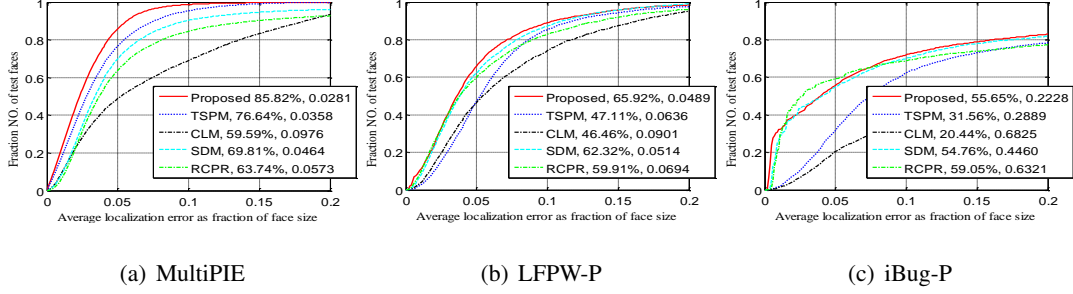 Fraction NO. of test faces
1
0.8
0.6
0.4
0.2
0
0 0.05 0.1 0.15 0.2
Proposed 85.82%, 0.0281
TSPM, 76.64%, 0.0358
CLM, 59.59%, 0.0976
SDM, 69.81%, 0.0464
RCPR, 63.74%, 0.0573
Average localization error as fraction of face size
(a) MultiPIE
Fraction NO. of test faces
1
0.8
0.6
0.4
0.2
0
0 0.05 0.1 0.15 0.2
Proposed, 65.92%, 0.0489
TSPM, 47.11%, 0.0636
CLM, 46.46%, 0.0901
SDM, 62.32%, 0.0514
RCPR, 59.91%, 0.0694
Average localization error as fraction of face size
(b) LFPW-P
Fraction NO. of test faces
1
0.8
0.6
0.4
0.2
0
0 0.05 0.1 0.15 0.2
Proposed, 55.65%, 0.2228
TSPM, 31.56%, 0.2889
CLM, 20.44%, 0.6825
SDM, 54.76%, 0.4460
RCPR, 59.05%, 0.6321
Average localization error as fraction of face size
(c) iBug-P